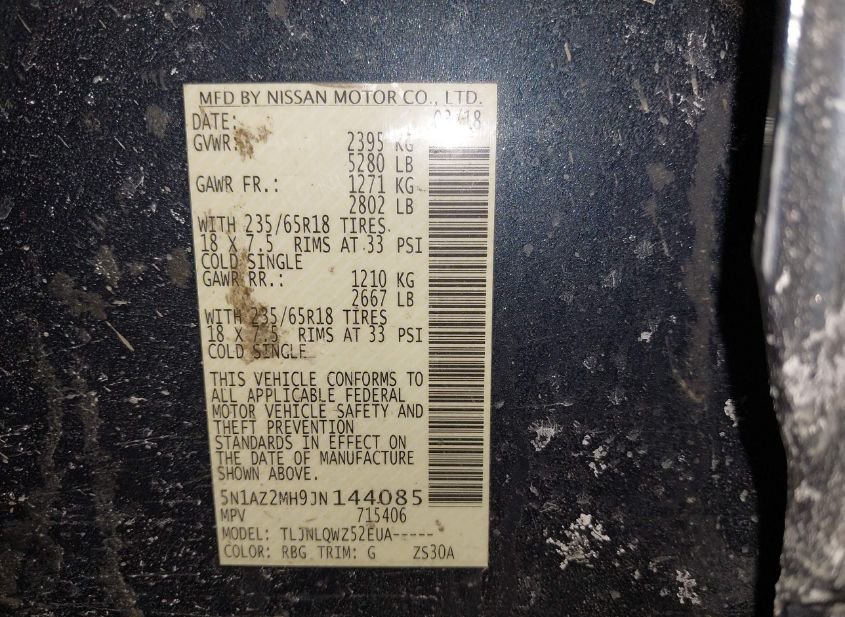 MFD BY NISSAN MOTOR CO., LTD.
DATE: 03/18
GVWR: 2395 KG
5280 LB
GAWR FR.: 1271 KG
2802 LB
WITH 235/65R18 TIRES
18 X 7.5 RIMS AT 33 PSI
COLD SINGLE
GAWR RR.: 1210 KG
2667 LB
WITH 235/65R18 TIRES
18 X 7.5 RIMS AT 33 PSI
COLD SINGLE
THIS VEHICLE CONFORMS TO
ALL APPLICABLE FEDERAL
MOTOR VEHICLE SAFETY AND
THEFT PREVENTION
STANDARDS IN EFFECT ON
THE DATE OF MANUFACTURE
SHOWN ABOVE.
5N1AZ2MH9JN144085
MPV 715406
MODEL: TLJNLQWZ52EUA-----
COLOR: RBG TRIM: G ZS30A